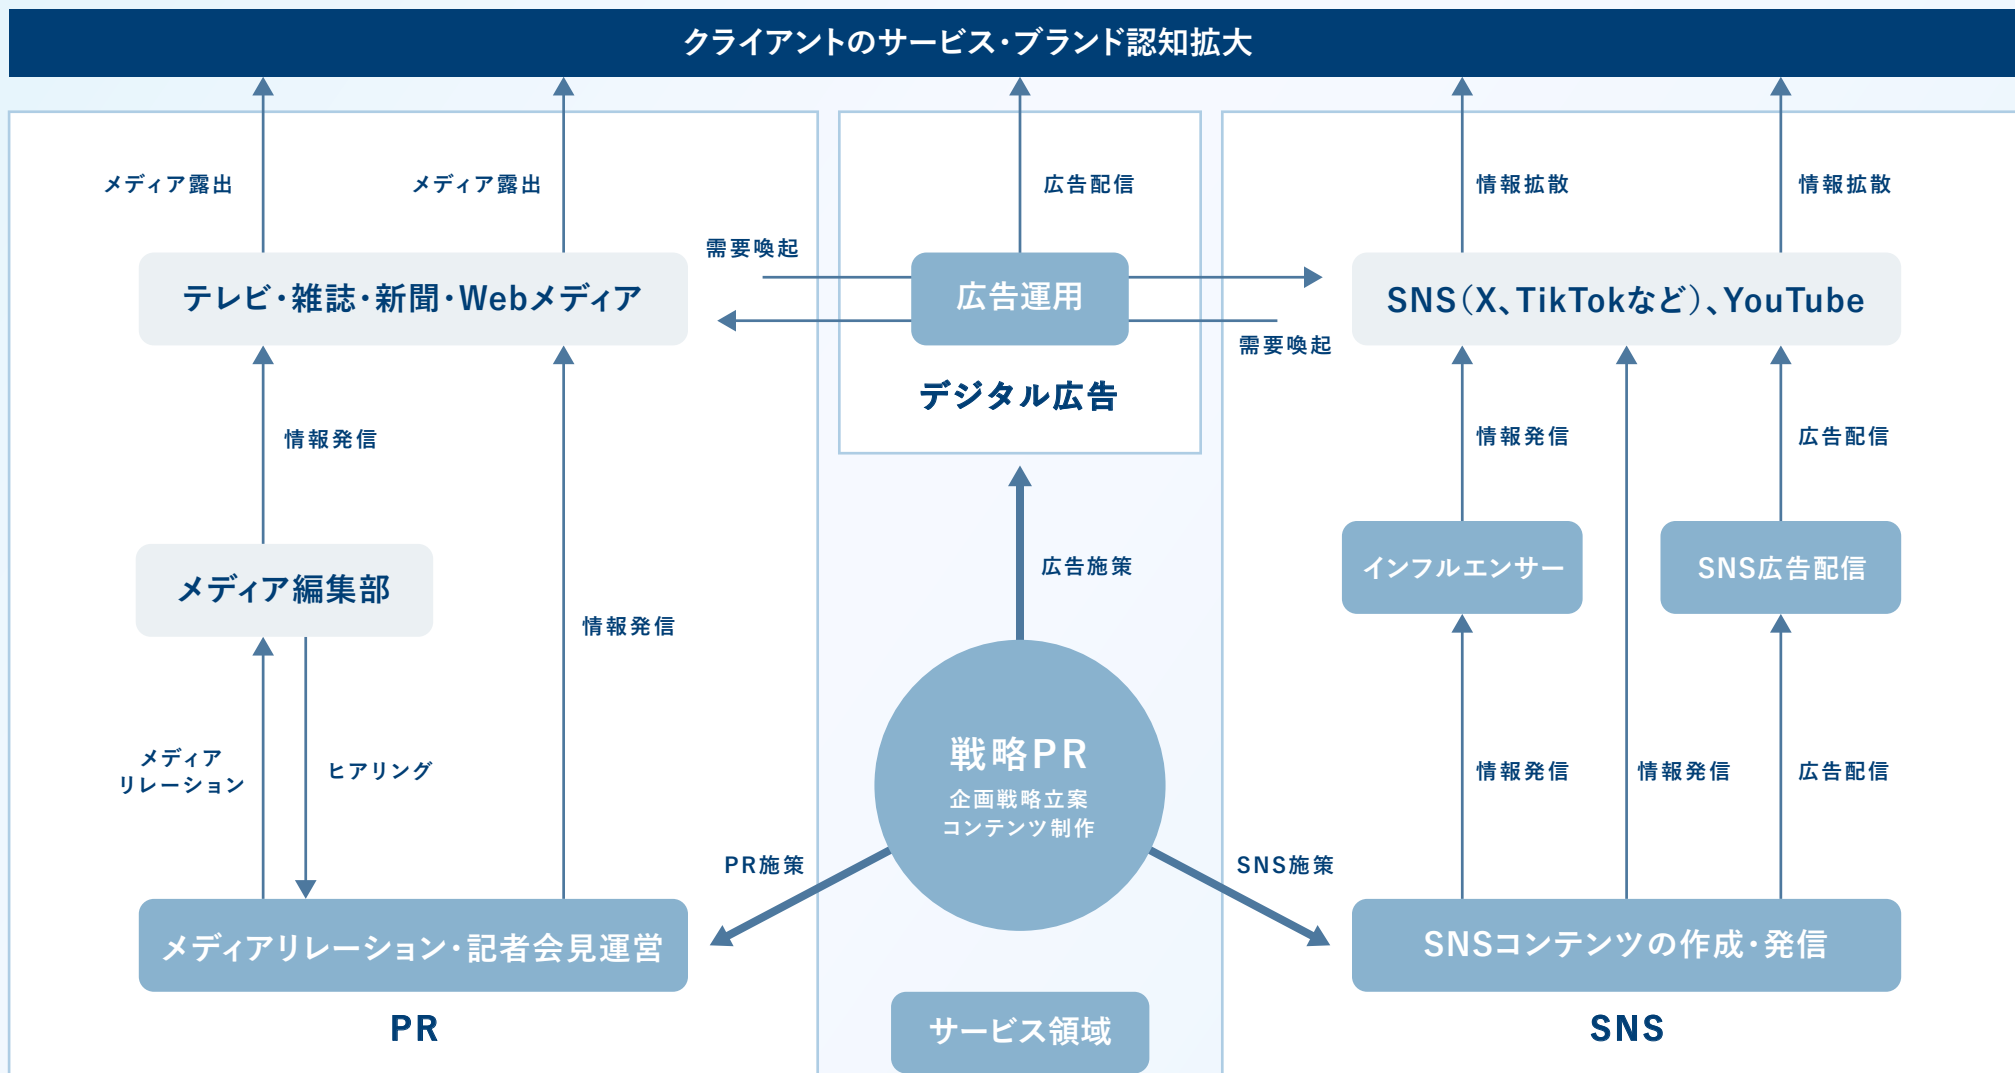 クライアントのサービス・ブランド認知拡大
メディア露出
メディア露出
広告配信
情報拡散
情報拡散
需要喚起
テレビ・雑誌・新聞・Webメディア
広告運用
SNS（X、TikTokなど）、YouTube
需要喚起
デジタル広告
情報発信
情報発信
広告配信
メディア編集部
広告施策
インフルエンサー
SNS広告配信
情報発信
戦略PR
企画戦略立案
コンテンツ制作
メディア
リレーション
ヒアリング
情報発信
情報発信
広告配信
PR施策
SNS施策
メディアリレーション・記者会見運営
SNSコンテンツの作成・発信
PR
サービス領域
SNS